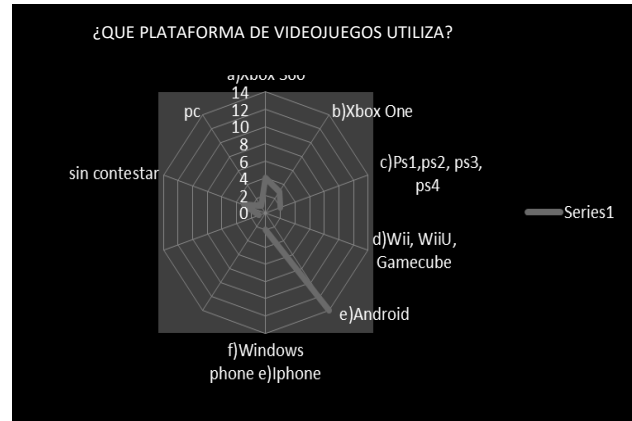 ¿QUE PLATAFORMA DE VIDEOJUEGOS UTILIZA?
a)Xbox 360
14
12
10
8
6
4
2
0
b)Xbox One
c)Ps1,ps2, ps3,
ps4
d)Wii, WiiU,
Gamecube
e)Android
f)Windows
phone e)Iphone
sin contestar
pc
Series1